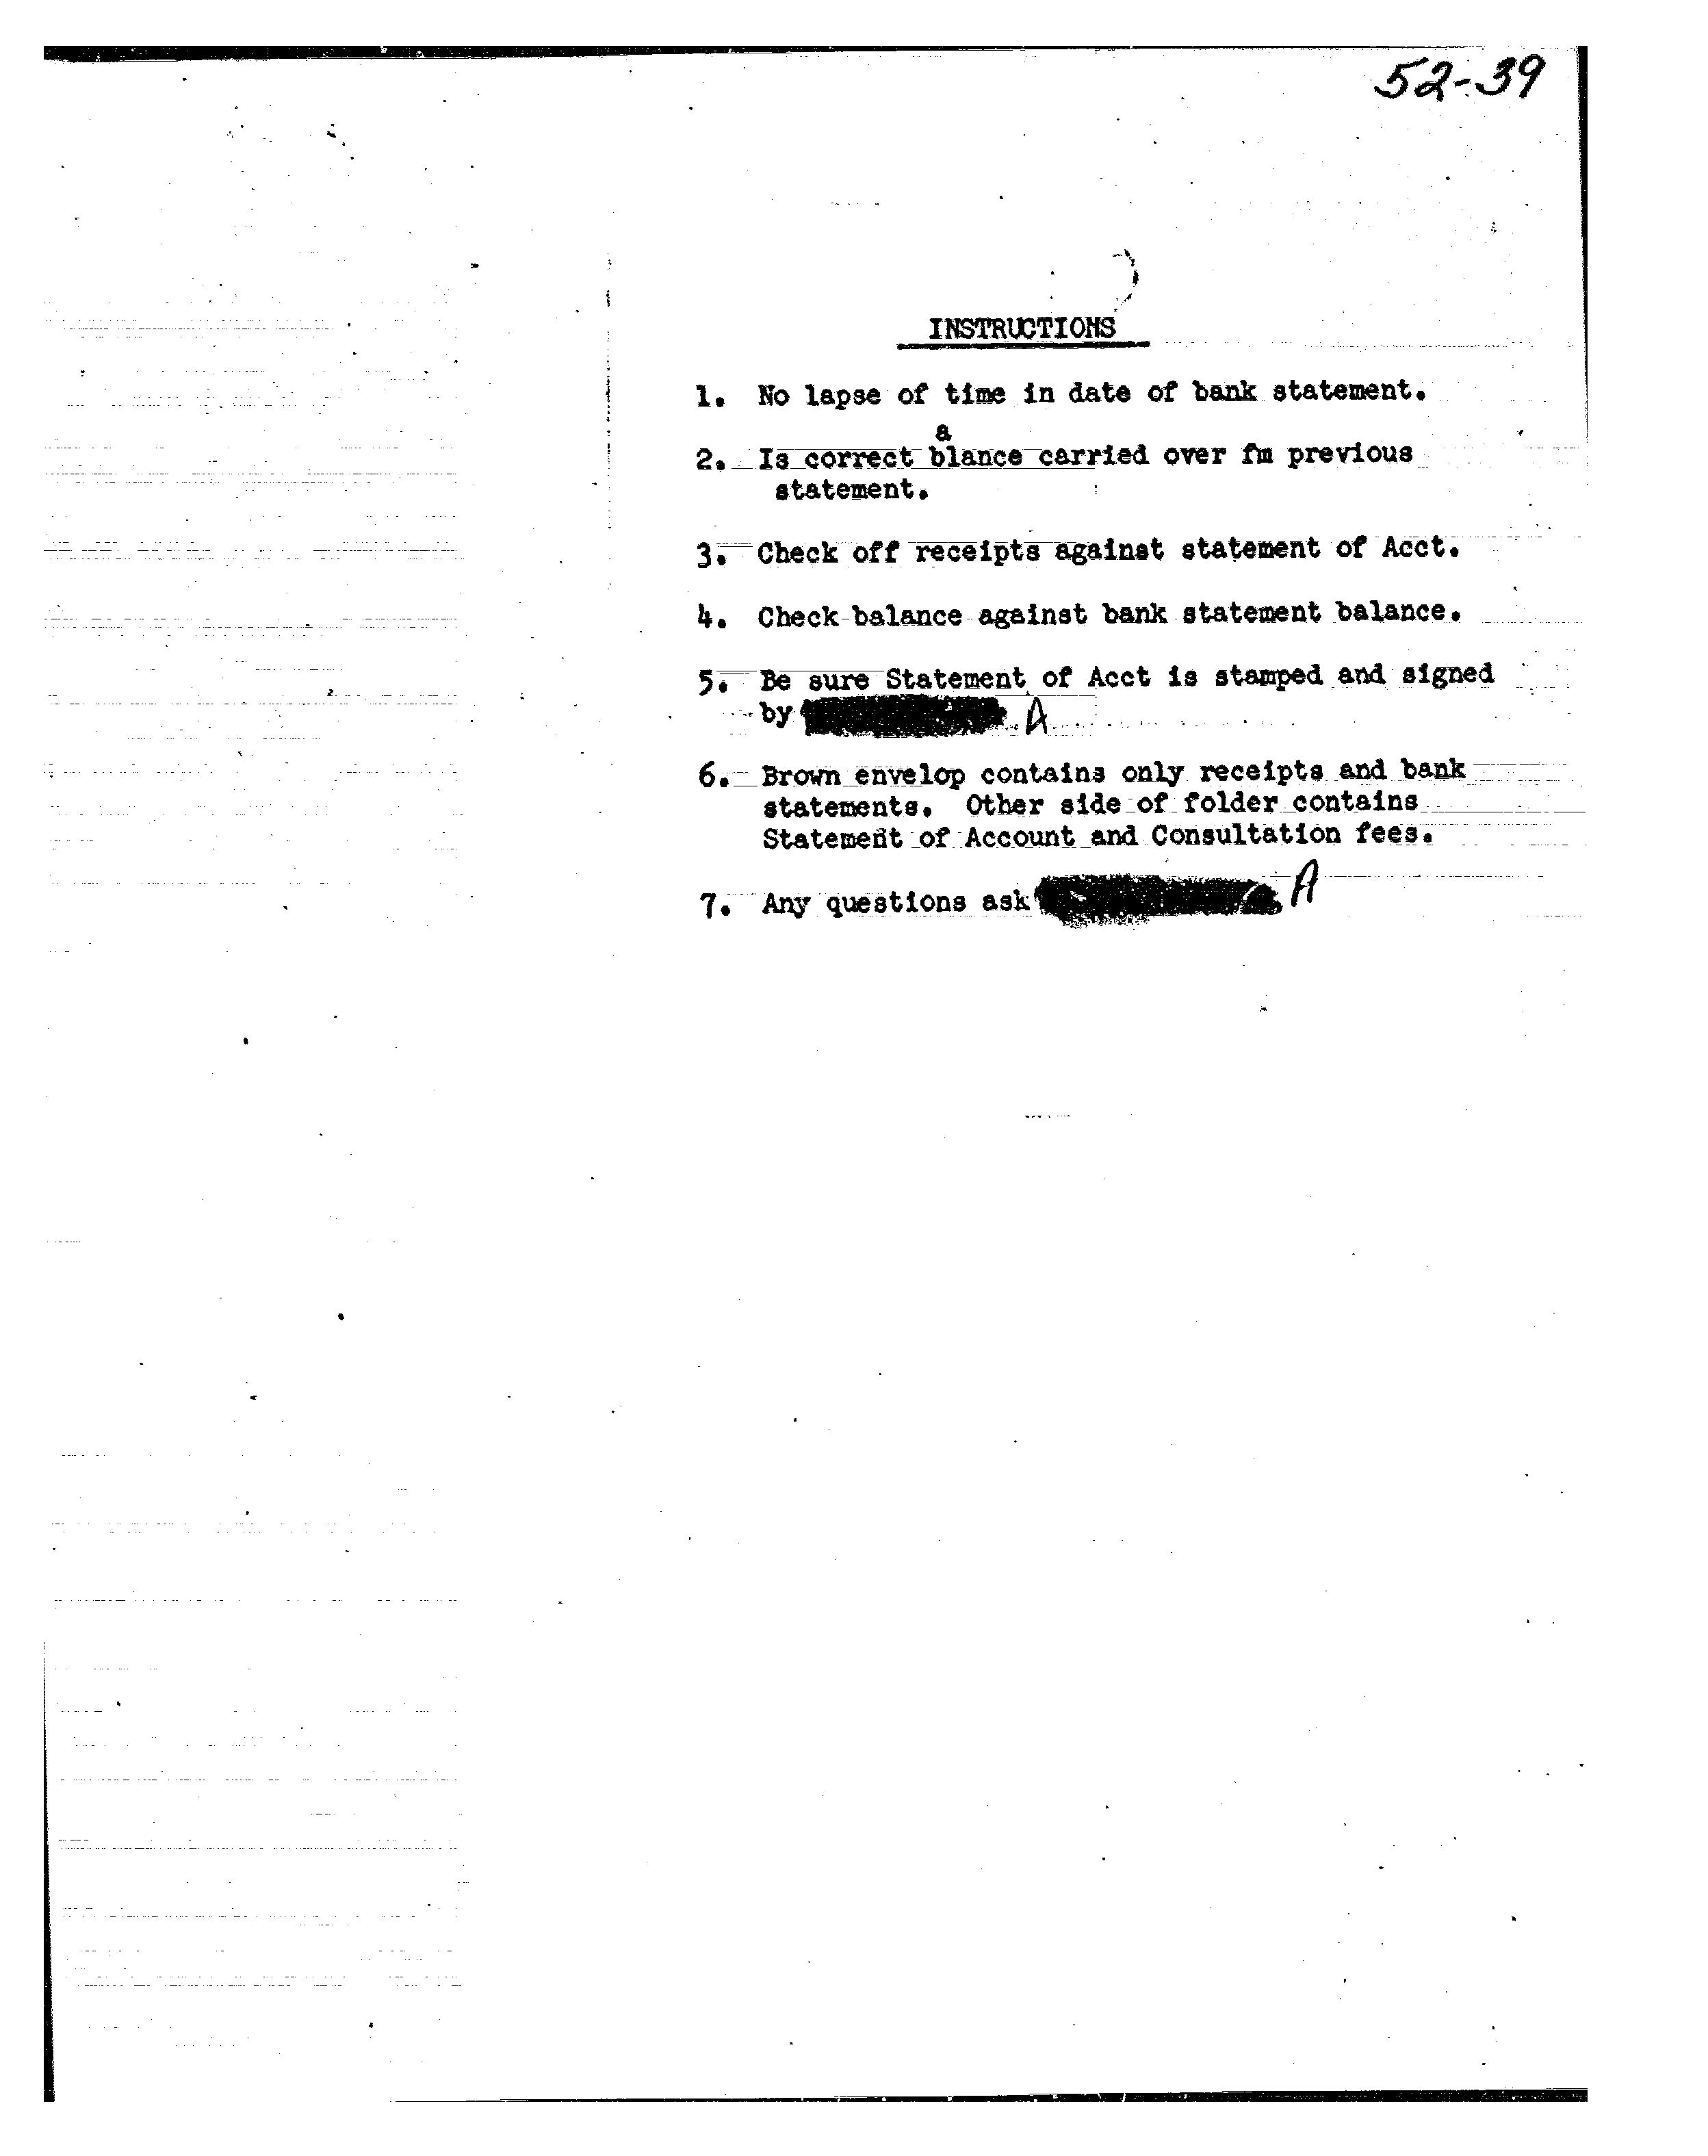 52-39
INSTRUCTIONS
1. No lapse of time in date of bank statement.
a
2. Is correct blance carried over fm previous
statement.
3. Check off receipts against statement of Acct.
4. Check balance against bank statement balance.
5. Be sure Statement of Acct is stamped and signed
by A
6. Brown envelop contains only receipts and bank
statements. Other side of folder contains
Statement of Account and Consultation fees.
7. Any questions ask A